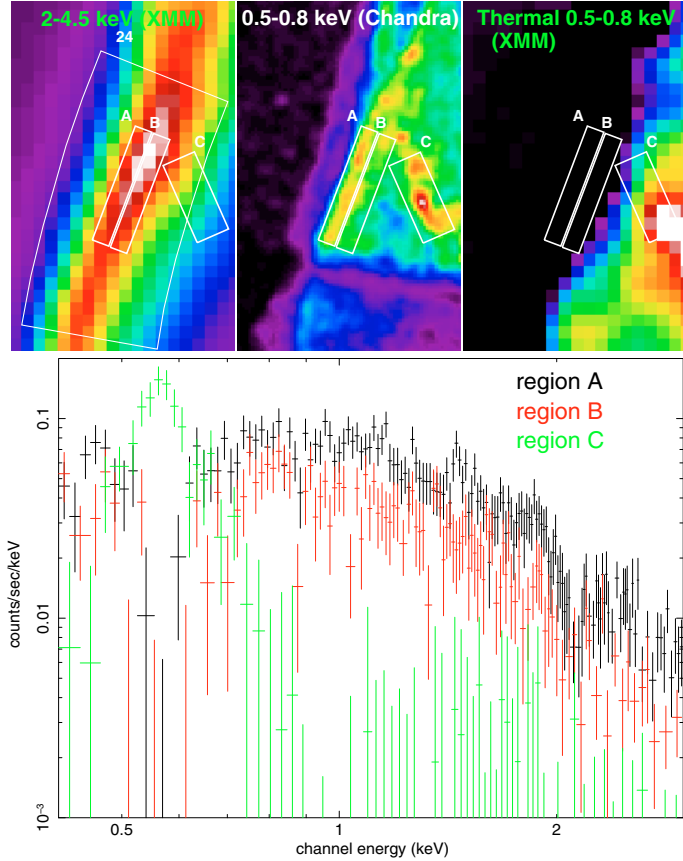 2-4.5 keV (XMM)
24
A
B
C
0.5-0.8 keV (Chandra)
A
B
C
Thermal 0.5-0.8 keV
(XMM)
A
B
C
region A
region B
region C
counts/sec/keV
0.1
0.01
10⁻³
0.5
1
2
channel energy (keV)